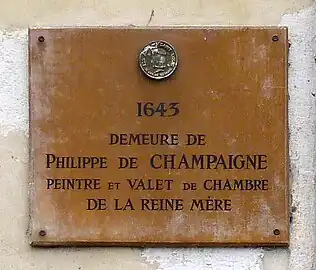 1643
DEMEURE DE
PHILIPPE DE CHAMPAIGNE
PEINTRE ET VALET DE CHAMBRE
DE LA REINE MÈRE